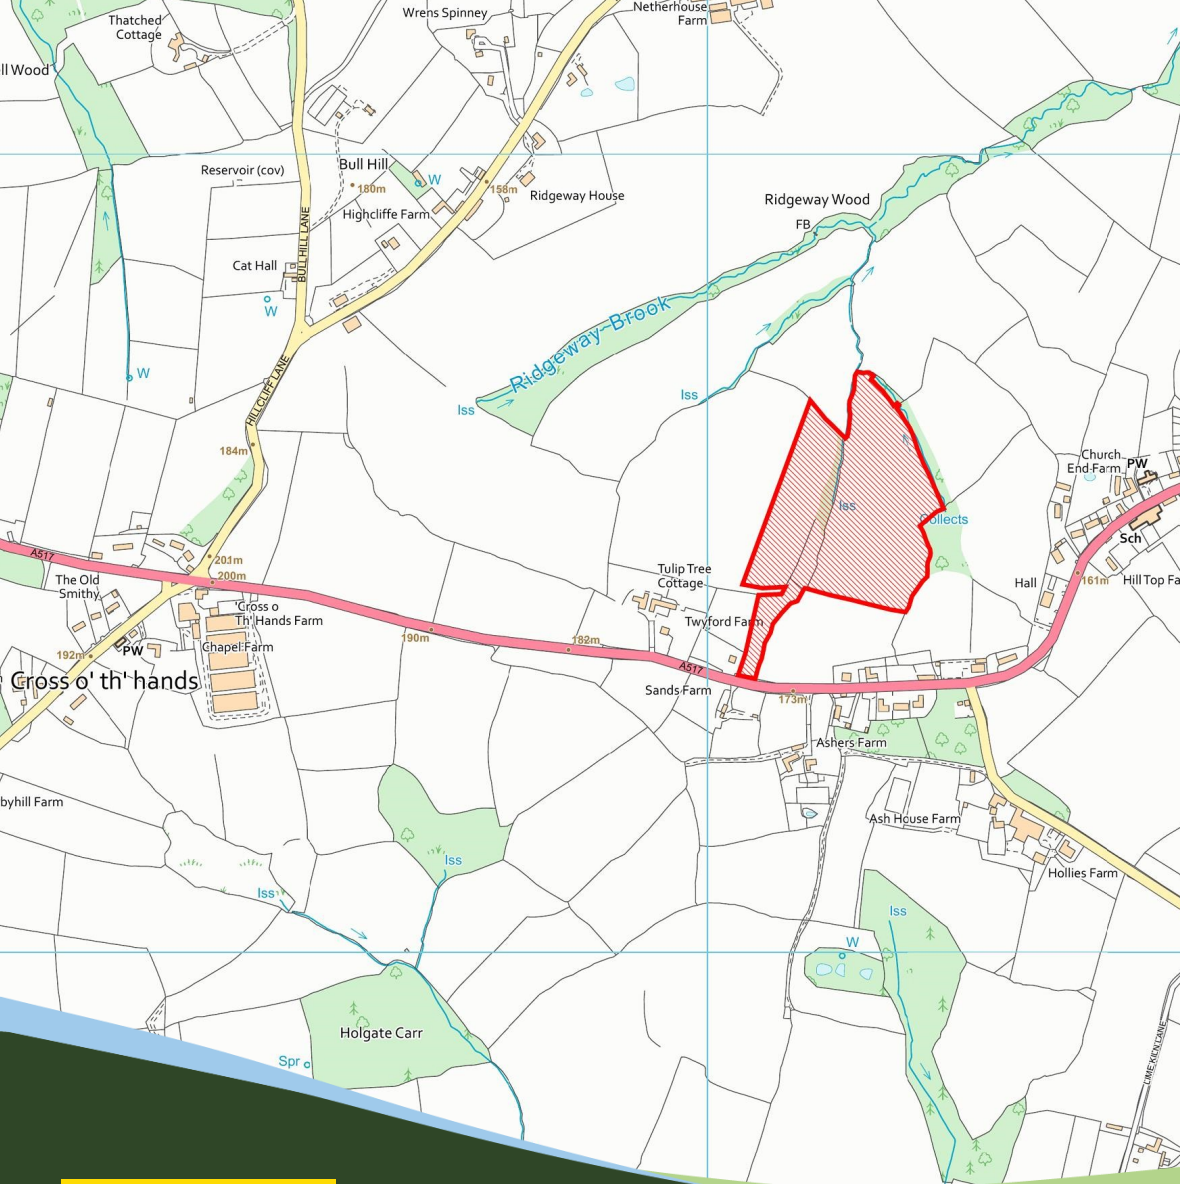 Thatched
Cottage
Wrens Spinney
Netherhouse
Farm
ll Wood
Reservoir (cov)
Bull Hill
180m
W
158m
Ridgeway House
Highcliffe Farm
BULL HILL LANE
Cat Hall
W
Ridgeway Wood
FB
Ridgeway Brook
W
Iss
Iss
HILLCLIFF LANE
184m
Church
End Farm
PW
Iss
Collects
Sch
A517
201m
200m
The Old
Smithy
Tulip Tree
Cottage
Hall
161m
Hill Top Fa
Cross o
Th' Hands Farm
190m
182m
Twyford Farm
PW
Chapel Farm
192m
A517
Cross o' th' hands
Sands Farm
173m
Ashers Farm
byhill Farm
Ash House Farm
Iss
Hollies Farm
Iss
Iss
W
Holgate Carr
Spr
LIME KILN LANE